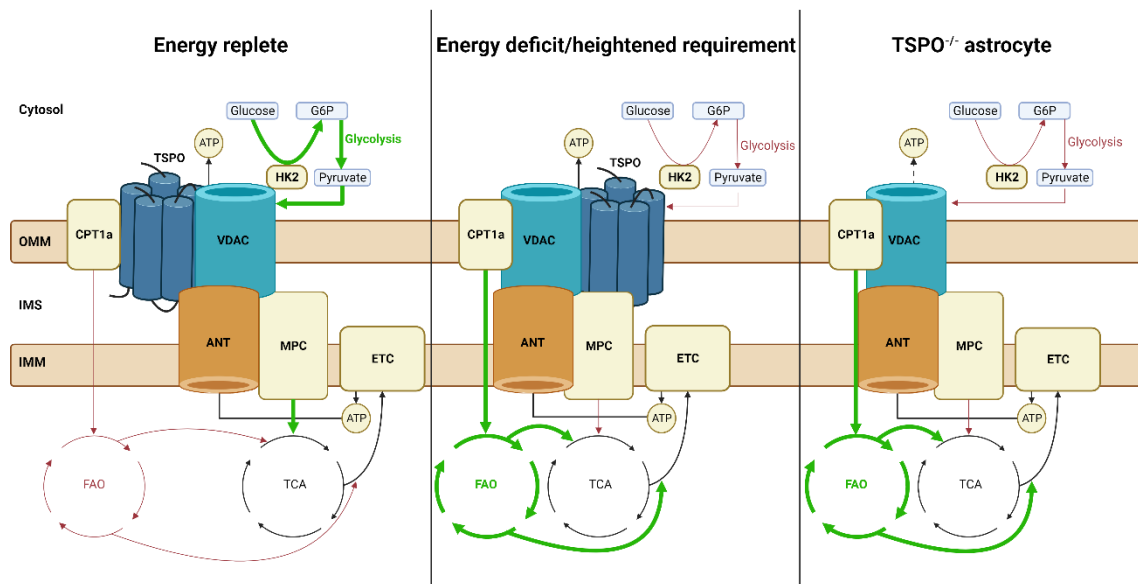 Energy replete
Energy deficit/heightened requirement
TSPO-/- astrocyte
Cytosol
OMM
IMS
IMM
Glucose
G6P
Glycolysis
ATP
TSPO
HK2
Pyruvate
CPT1a
VDAC
ANT
MPC
ETC
ATP
FAO
TCA
Glucose
G6P
Glycolysis
ATP
TSPO
HK2
Pyruvate
CPT1a
VDAC
ANT
MPC
ETC
ATP
FAO
TCA
Glucose
G6P
Glycolysis
ATP
HK2
Pyruvate
CPT1a
VDAC
ANT
MPC
ETC
ATP
FAO
TCA